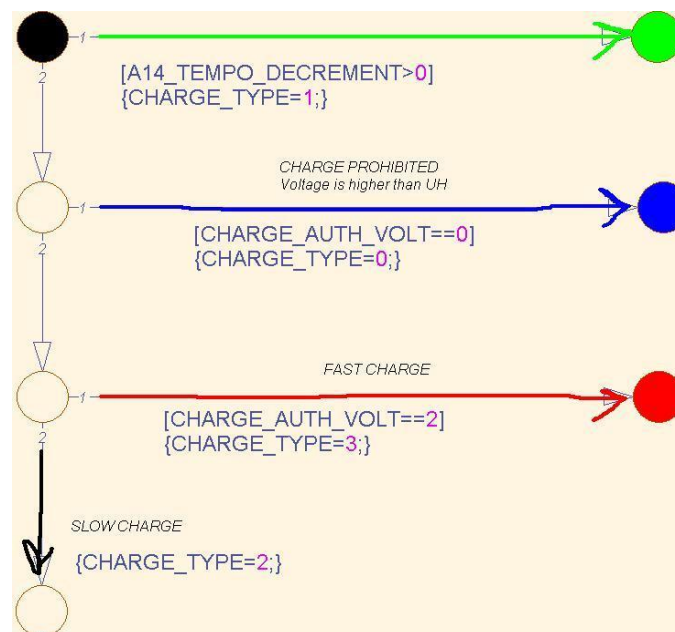 1
2
[A14_TEMPO_DECREMENT>0]
{CHARGE_TYPE=1;}
CHARGE PROHIBITED
Voltage is higher than UH
1
2
[CHARGE_AUTH_VOLT==0]
{CHARGE_TYPE=0;}
FAST CHARGE
1
2
[CHARGE_AUTH_VOLT==2]
{CHARGE_TYPE=3;}
SLOW CHARGE
{CHARGE_TYPE=2;}